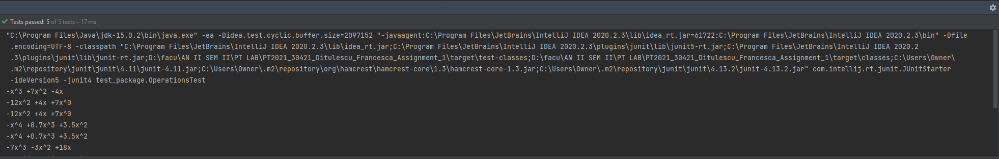 Tests passed: 5 of 5 tests – 17 ms
"C:\Program Files\Java\jdk-15.0.2\bin\java.exe" -ea -Didea.test.cyclic.buffer.size=2097152 "-javaagent:C:\Program Files\JetBrains\IntelliJ IDEA 2020.2.3\lib\idea_rt.jar=61722:C:\Program Files\JetBrains\IntelliJ IDEA 2020.2.3\bin" -Dfile
.encoding=UTF-8 -classpath "C:\Program Files\JetBrains\IntelliJ IDEA 2020.2.3\lib\idea_rt.jar;C:\Program Files\JetBrains\IntelliJ IDEA 2020.2.3\plugins\junit\lib\junit5-rt.jar;C:\Program Files\JetBrains\IntelliJ IDEA 2020.2
.3\plugins\junit\lib\junit-rt.jar;D:\facu\AN II SEM II\PT LAB\PT2021_30421_Ditulescu_Francesca_Assignment_1\target\test-classes;D:\facu\AN II SEM II\PT LAB\PT2021_30421_Ditulescu_Francesca_Assignment_1\target\classes;C:\Users\Owner\
.m2\repository\junit\junit\4.11\junit-4.11.jar;C:\Users\Owner\.m2\repository\org\hamcrest\hamcrest-core\1.3\hamcrest-core-1.3.jar;C:\Users\Owner\.m2\repository\junit\junit\4.13.2\junit-4.13.2.jar" com.intellij.rt.junit.JUnitStarter
-ideVersion5 -junit4 test_package.OperationsTest
-x^3 +7x^2 -4x
-12x^2 +4x +7x^0
-12x^2 +4x +7x^0
-x^4 +0.7x^3 +3.5x^2
-x^4 +0.7x^3 +3.5x^2
-7x^3 -3x^2 +18x